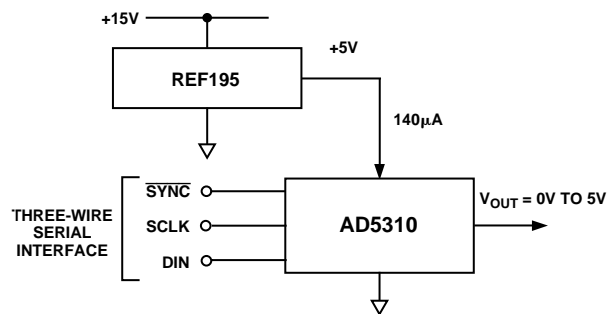 +15V
+5V
REF195
140μA
THREE-WIRE
SERIAL
INTERFACE
SYNC
SCLK
DIN
AD5310
VOUT = 0V TO 5V